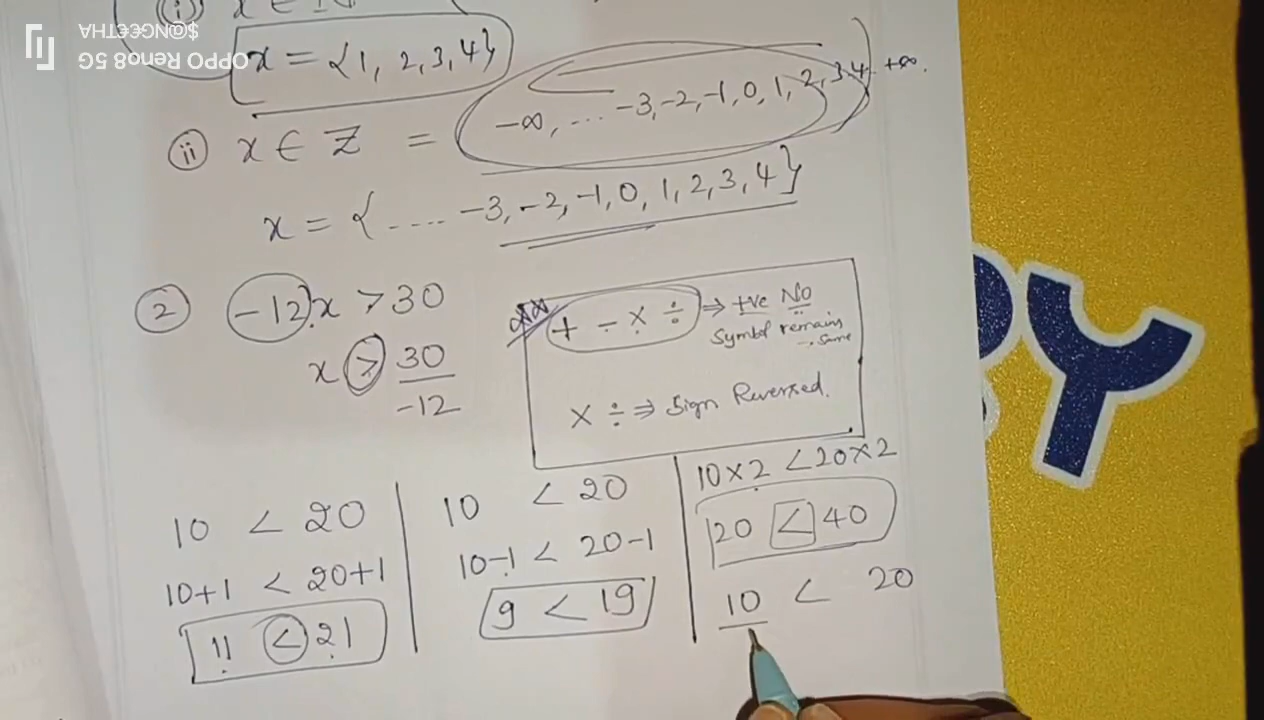 $@NGEETHA
OPPO Reno8 5G
(i) x ∈ N
x = {1, 2, 3, 4}
(ii) x ∈ Z = -∞, ... -3, -2, -1, 0, 1, 2, 3, 4 ... +∞.
x = { ..... -3, -2, -1, 0, 1, 2, 3, 4 }
(2) -12x > 30
x > 30/-12
+ - × ÷ ⇒ +ve No
Symbol remains
same
× ÷ ⇒ Sign Reversed.
10 < 20
10+1 < 20+1
11 < 21
10 < 20
10-1 < 20-1
9 < 19
10×2 < 20×2
20 < 40
10 < 20
PY